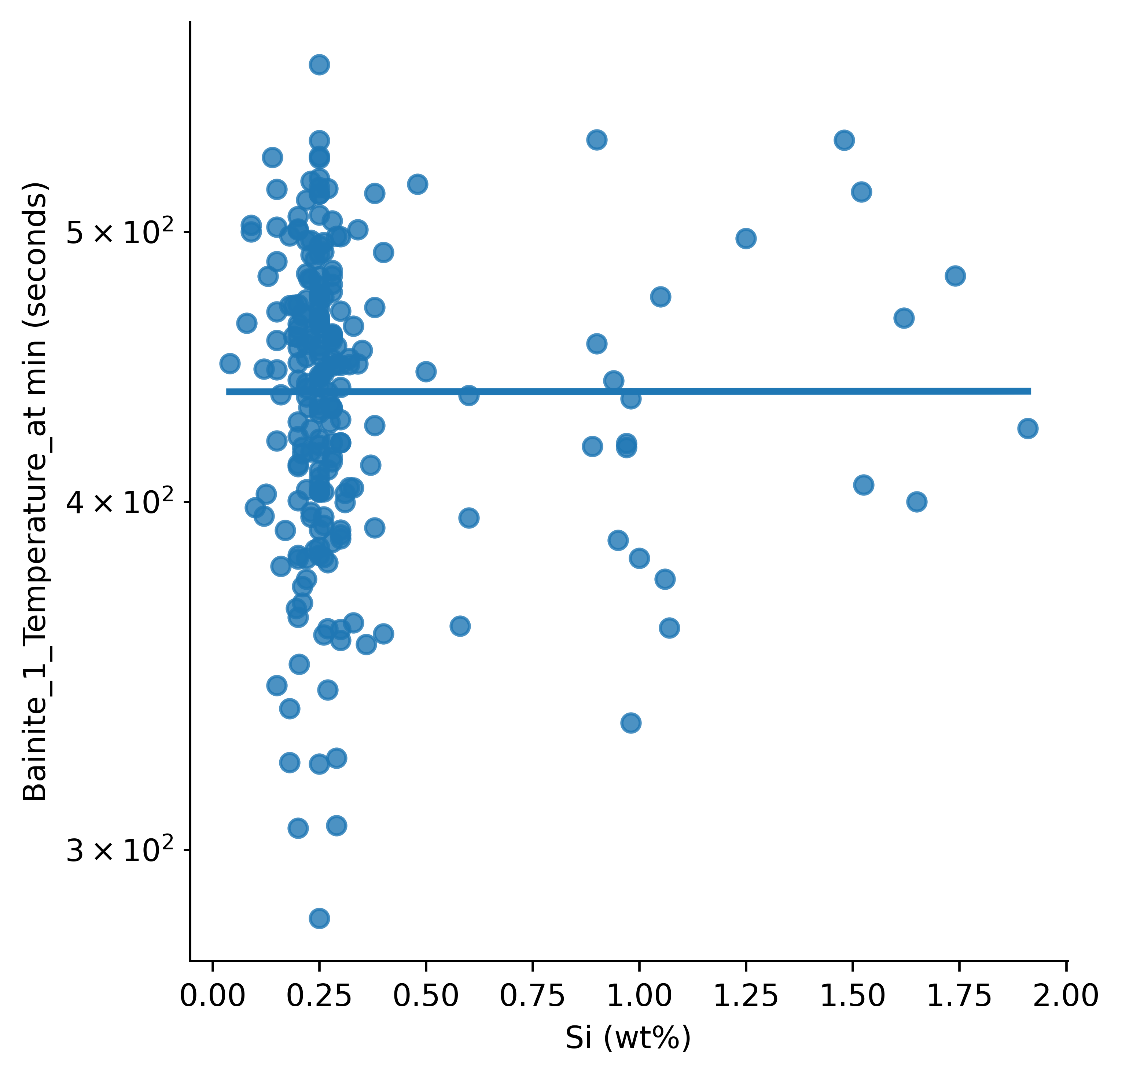 Bainite_1_Temperature_at min (seconds)
5 × 10²
4 × 10²
3 × 10²
0.00 0.25 0.50 0.75 1.00 1.25 1.50 1.75 2.00
Si (wt%)